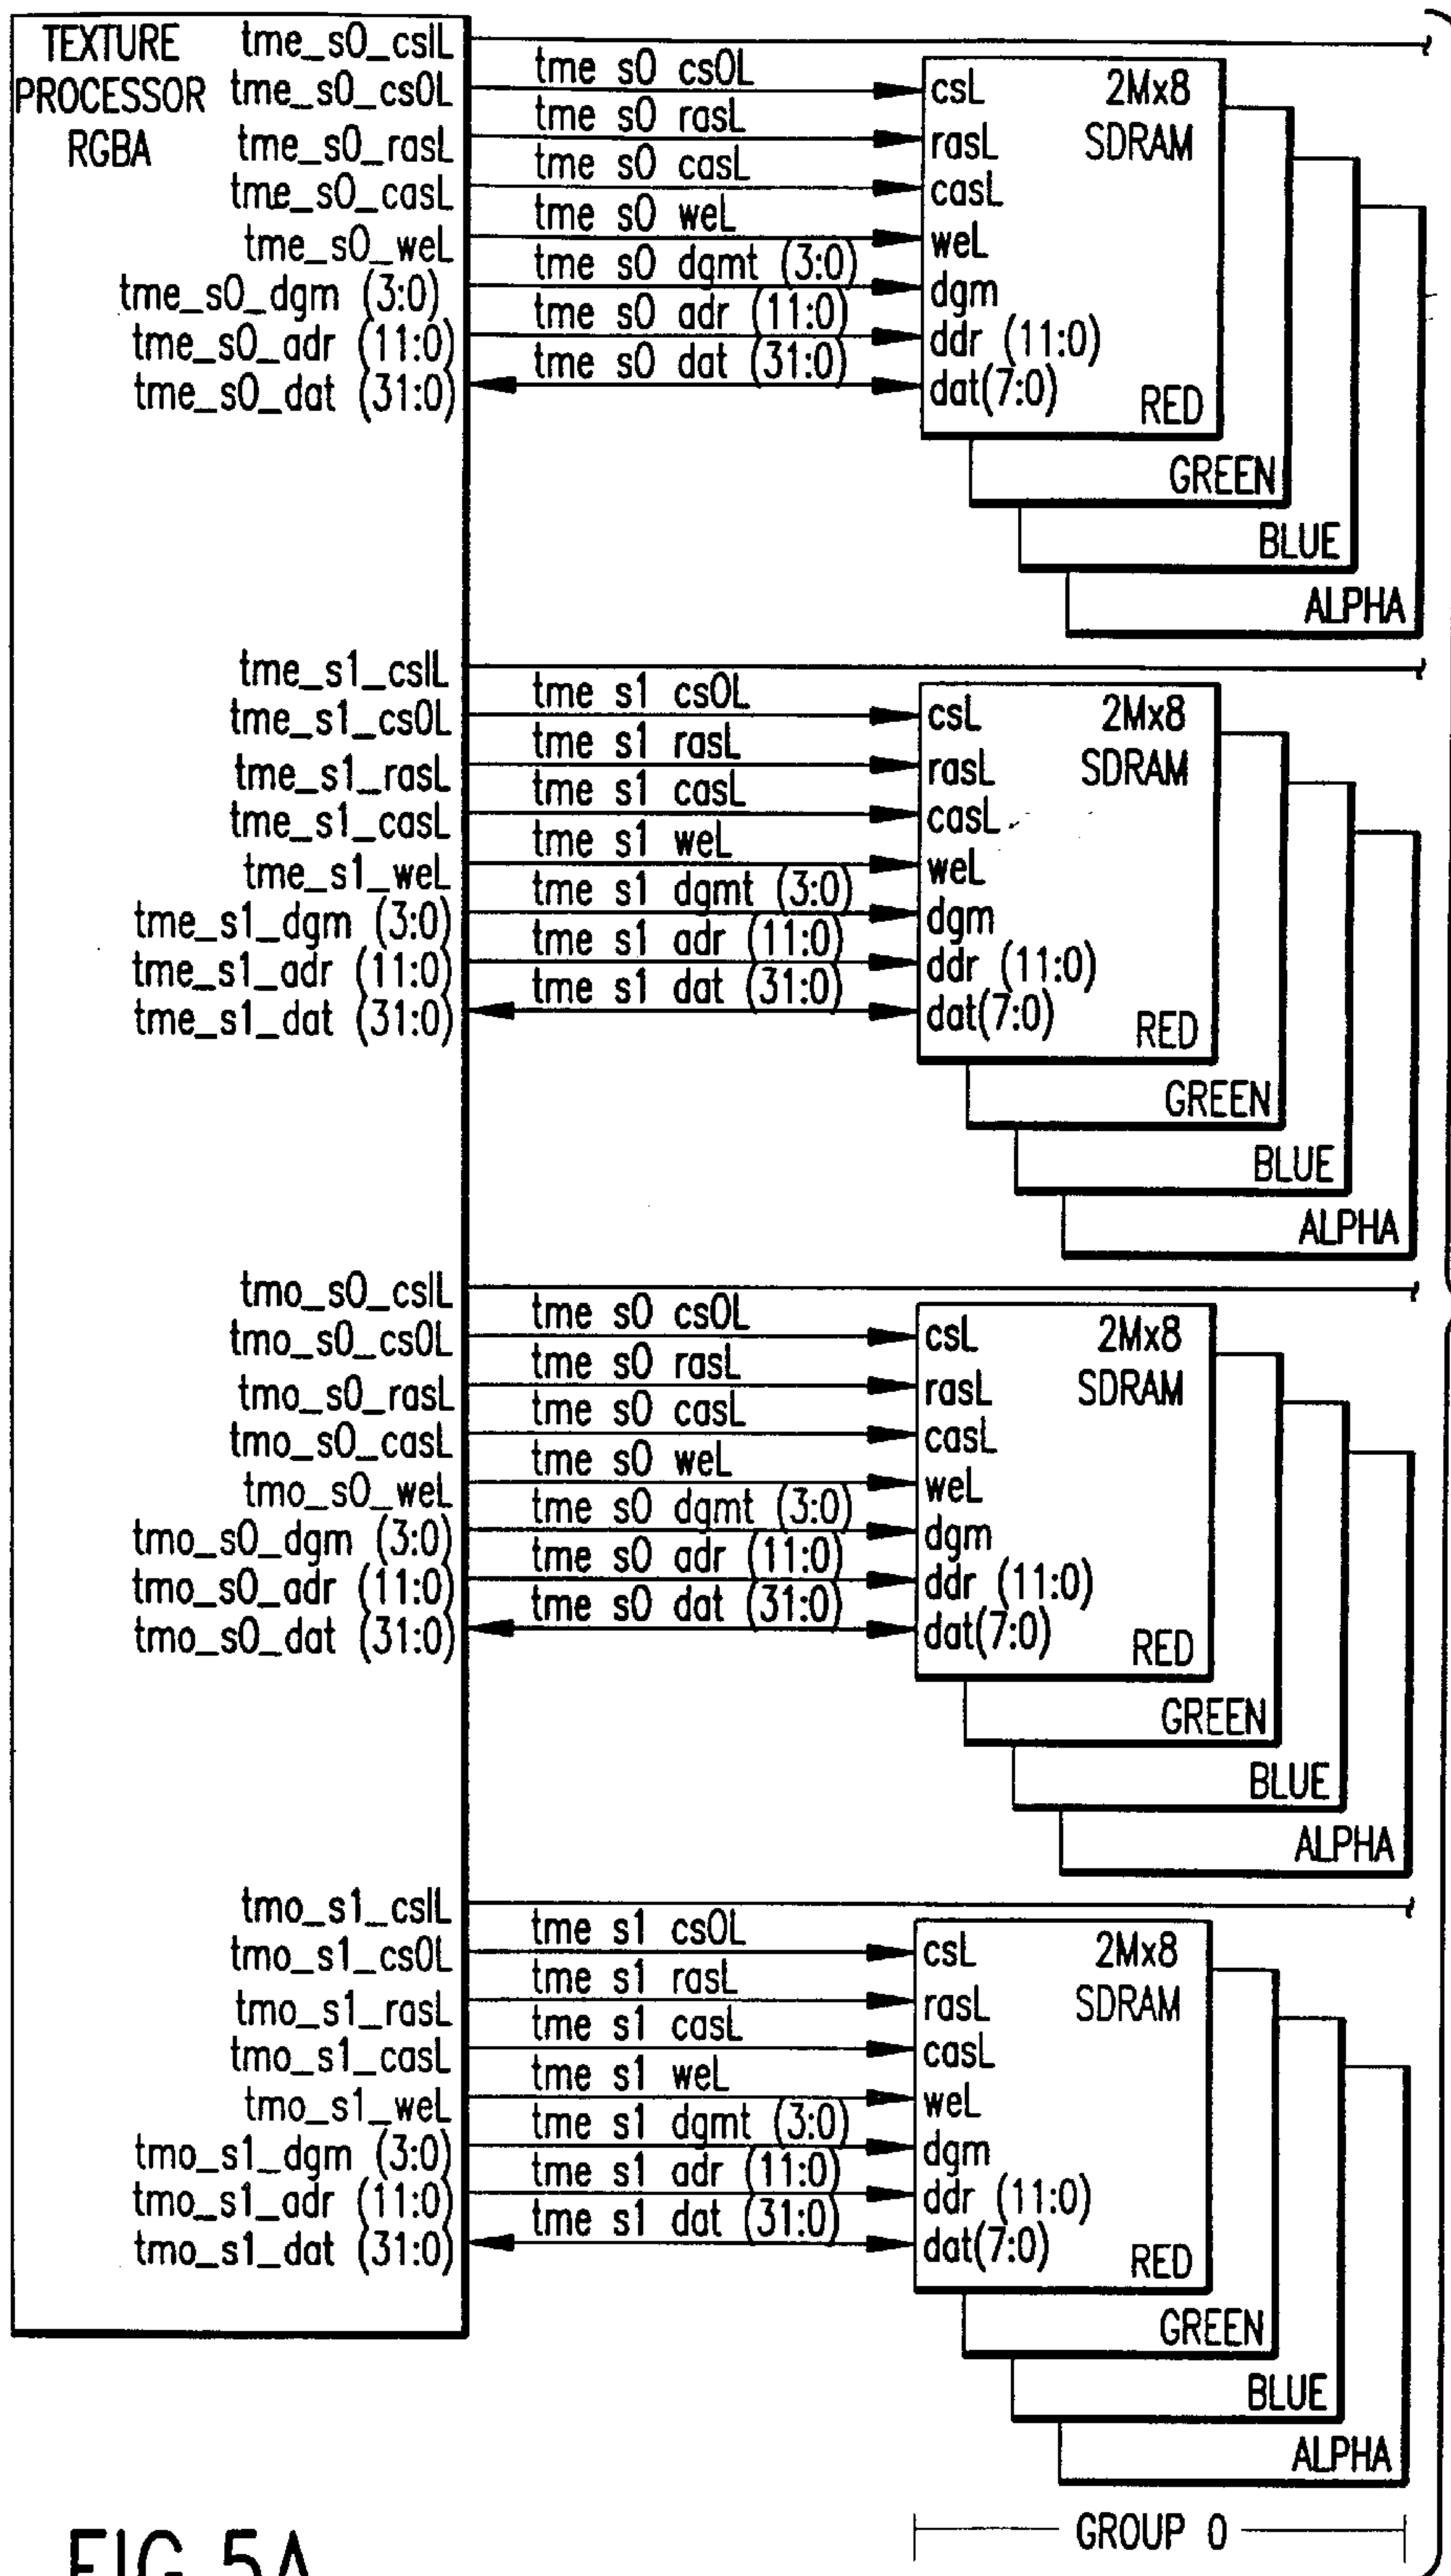 TEXTURE
PROCESSOR
RGBA
tme_s0_cs1L
tme_s0_cs0L
tme_s0_rasL
tme_s0_casL
tme_s0_weL
tme_s0_dgm (3:0)
tme_s0_adr (11:0)
tme_s0_dat (31:0)
tme s0 cs0L
tme s0 rasL
tme s0 casL
tme s0 weL
tme s0 dgmt (3:0)
tme s0 adr (11:0)
tme s0 dat (31:0)
csL
rasL
casL
weL
dgm
ddr (11:0)
dat(7:0)
2Mx8
SDRAM
RED
GREEN
BLUE
ALPHA
tme_s1_cs1L
tme_s1_cs0L
tme_s1_rasL
tme_s1_casL
tme_s1_weL
tme_s1_dgm (3:0)
tme_s1_adr (11:0)
tme_s1_dat (31:0)
tme s1 cs0L
tme s1 rasL
tme s1 casL
tme s1 weL
tme s1 dgmt (3:0)
tme s1 adr (11:0)
tme s1 dat (31:0)
csL
rasL
casL
weL
dgm
ddr (11:0)
dat(7:0)
2Mx8
SDRAM
RED
GREEN
BLUE
ALPHA
tmo_s0_cs1L
tmo_s0_cs0L
tmo_s0_rasL
tmo_s0_casL
tmo_s0_weL
tmo_s0_dgm (3:0)
tmo_s0_adr (11:0)
tmo_s0_dat (31:0)
tme s0 cs0L
tme s0 rasL
tme s0 casL
tme s0 weL
tme s0 dgmt (3:0)
tme s0 adr (11:0)
tme s0 dat (31:0)
csL
rasL
casL
weL
dgm
ddr (11:0)
dat(7:0)
2Mx8
SDRAM
RED
GREEN
BLUE
ALPHA
tmo_s1_cs1L
tmo_s1_cs0L
tmo_s1_rasL
tmo_s1_casL
tmo_s1_weL
tmo_s1_dgm (3:0)
tmo_s1_adr (11:0)
tmo_s1_dat (31:0)
tme s1 cs0L
tme s1 rasL
tme s1 casL
tme s1 weL
tme s1 dgmt (3:0)
tme s1 adr (11:0)
tme s1 dat (31:0)
csL
rasL
casL
weL
dgm
ddr (11:0)
dat(7:0)
2Mx8
SDRAM
RED
GREEN
BLUE
ALPHA
GROUP 0
FIG.5A